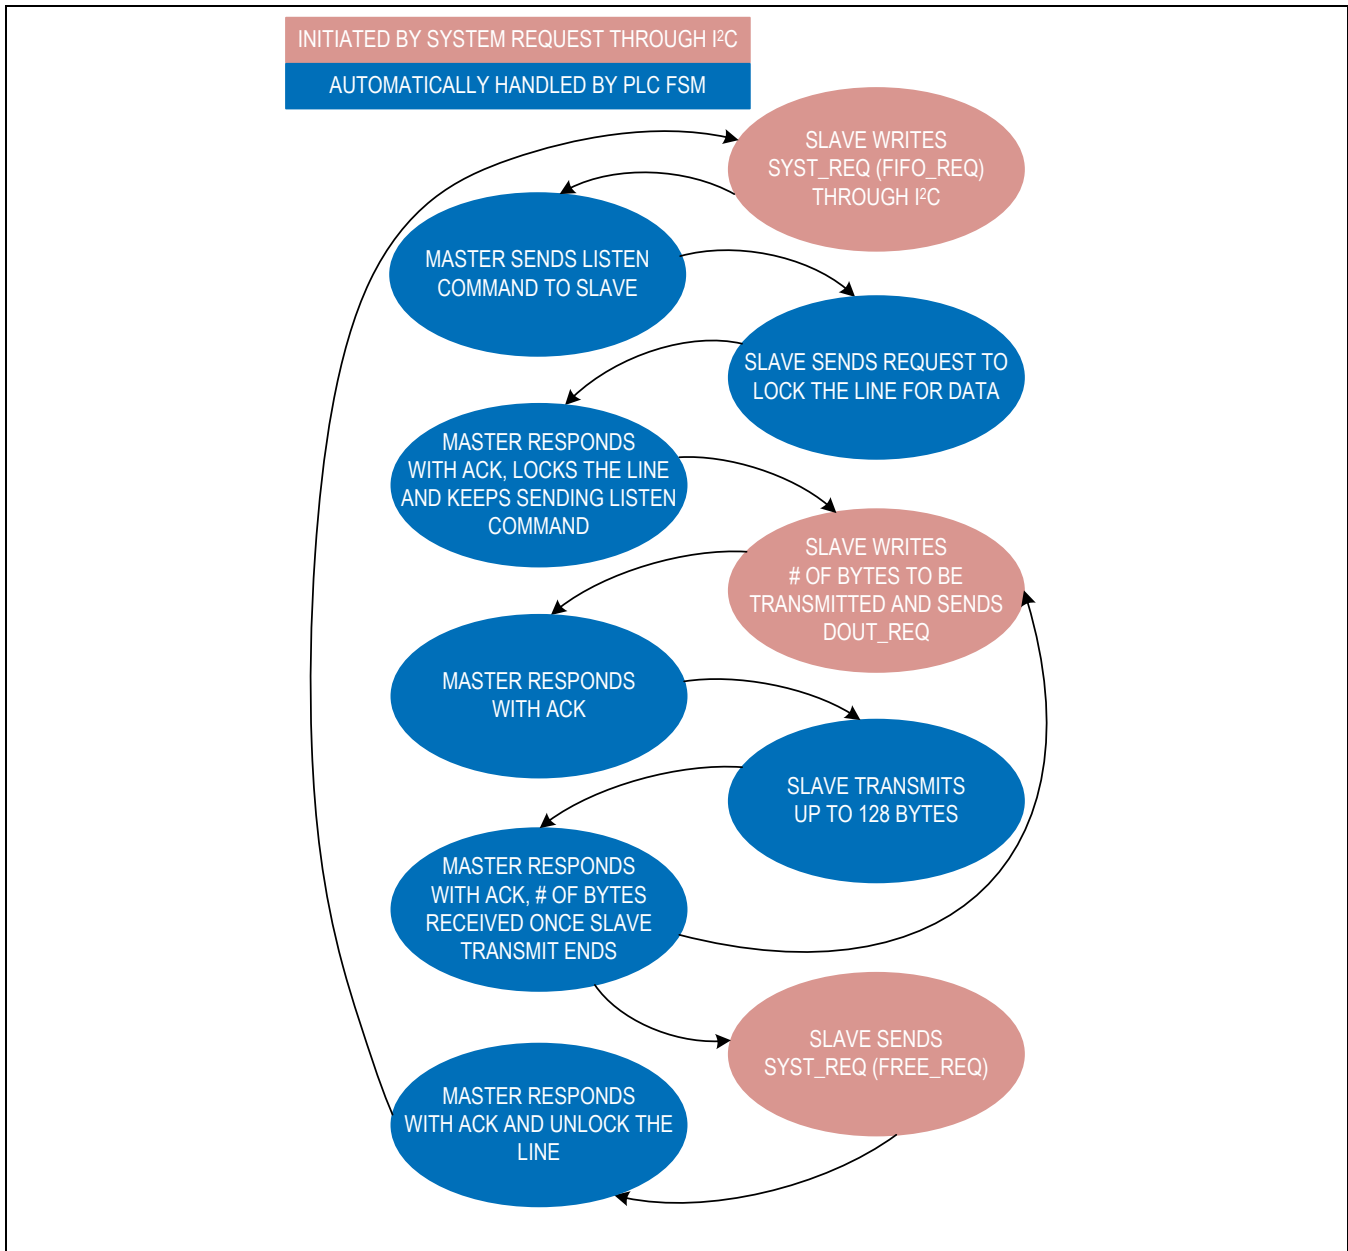 INITIATED BY SYSTEM REQUEST THROUGH I²C
AUTOMATICALLY HANDLED BY PLC FSM
SLAVE WRITES
SYST_REQ (FIFO_REQ)
THROUGH I²C
MASTER SENDS LISTEN
COMMAND TO SLAVE
SLAVE SENDS REQUEST TO
LOCK THE LINE FOR DATA
MASTER RESPONDS
WITH ACK, LOCKS THE LINE
AND KEEPS SENDING LISTEN
COMMAND
SLAVE WRITES
# OF BYTES TO BE
TRANSMITTED AND SENDS
DOUT_REQ
MASTER RESPONDS
WITH ACK
SLAVE TRANSMITS
UP TO 128 BYTES
MASTER RESPONDS
WITH ACK, # OF BYTES
RECEIVED ONCE SLAVE
TRANSMIT ENDS
SLAVE SENDS
SYST_REQ (FREE_REQ)
MASTER RESPONDS
WITH ACK AND UNLOCK THE
LINE